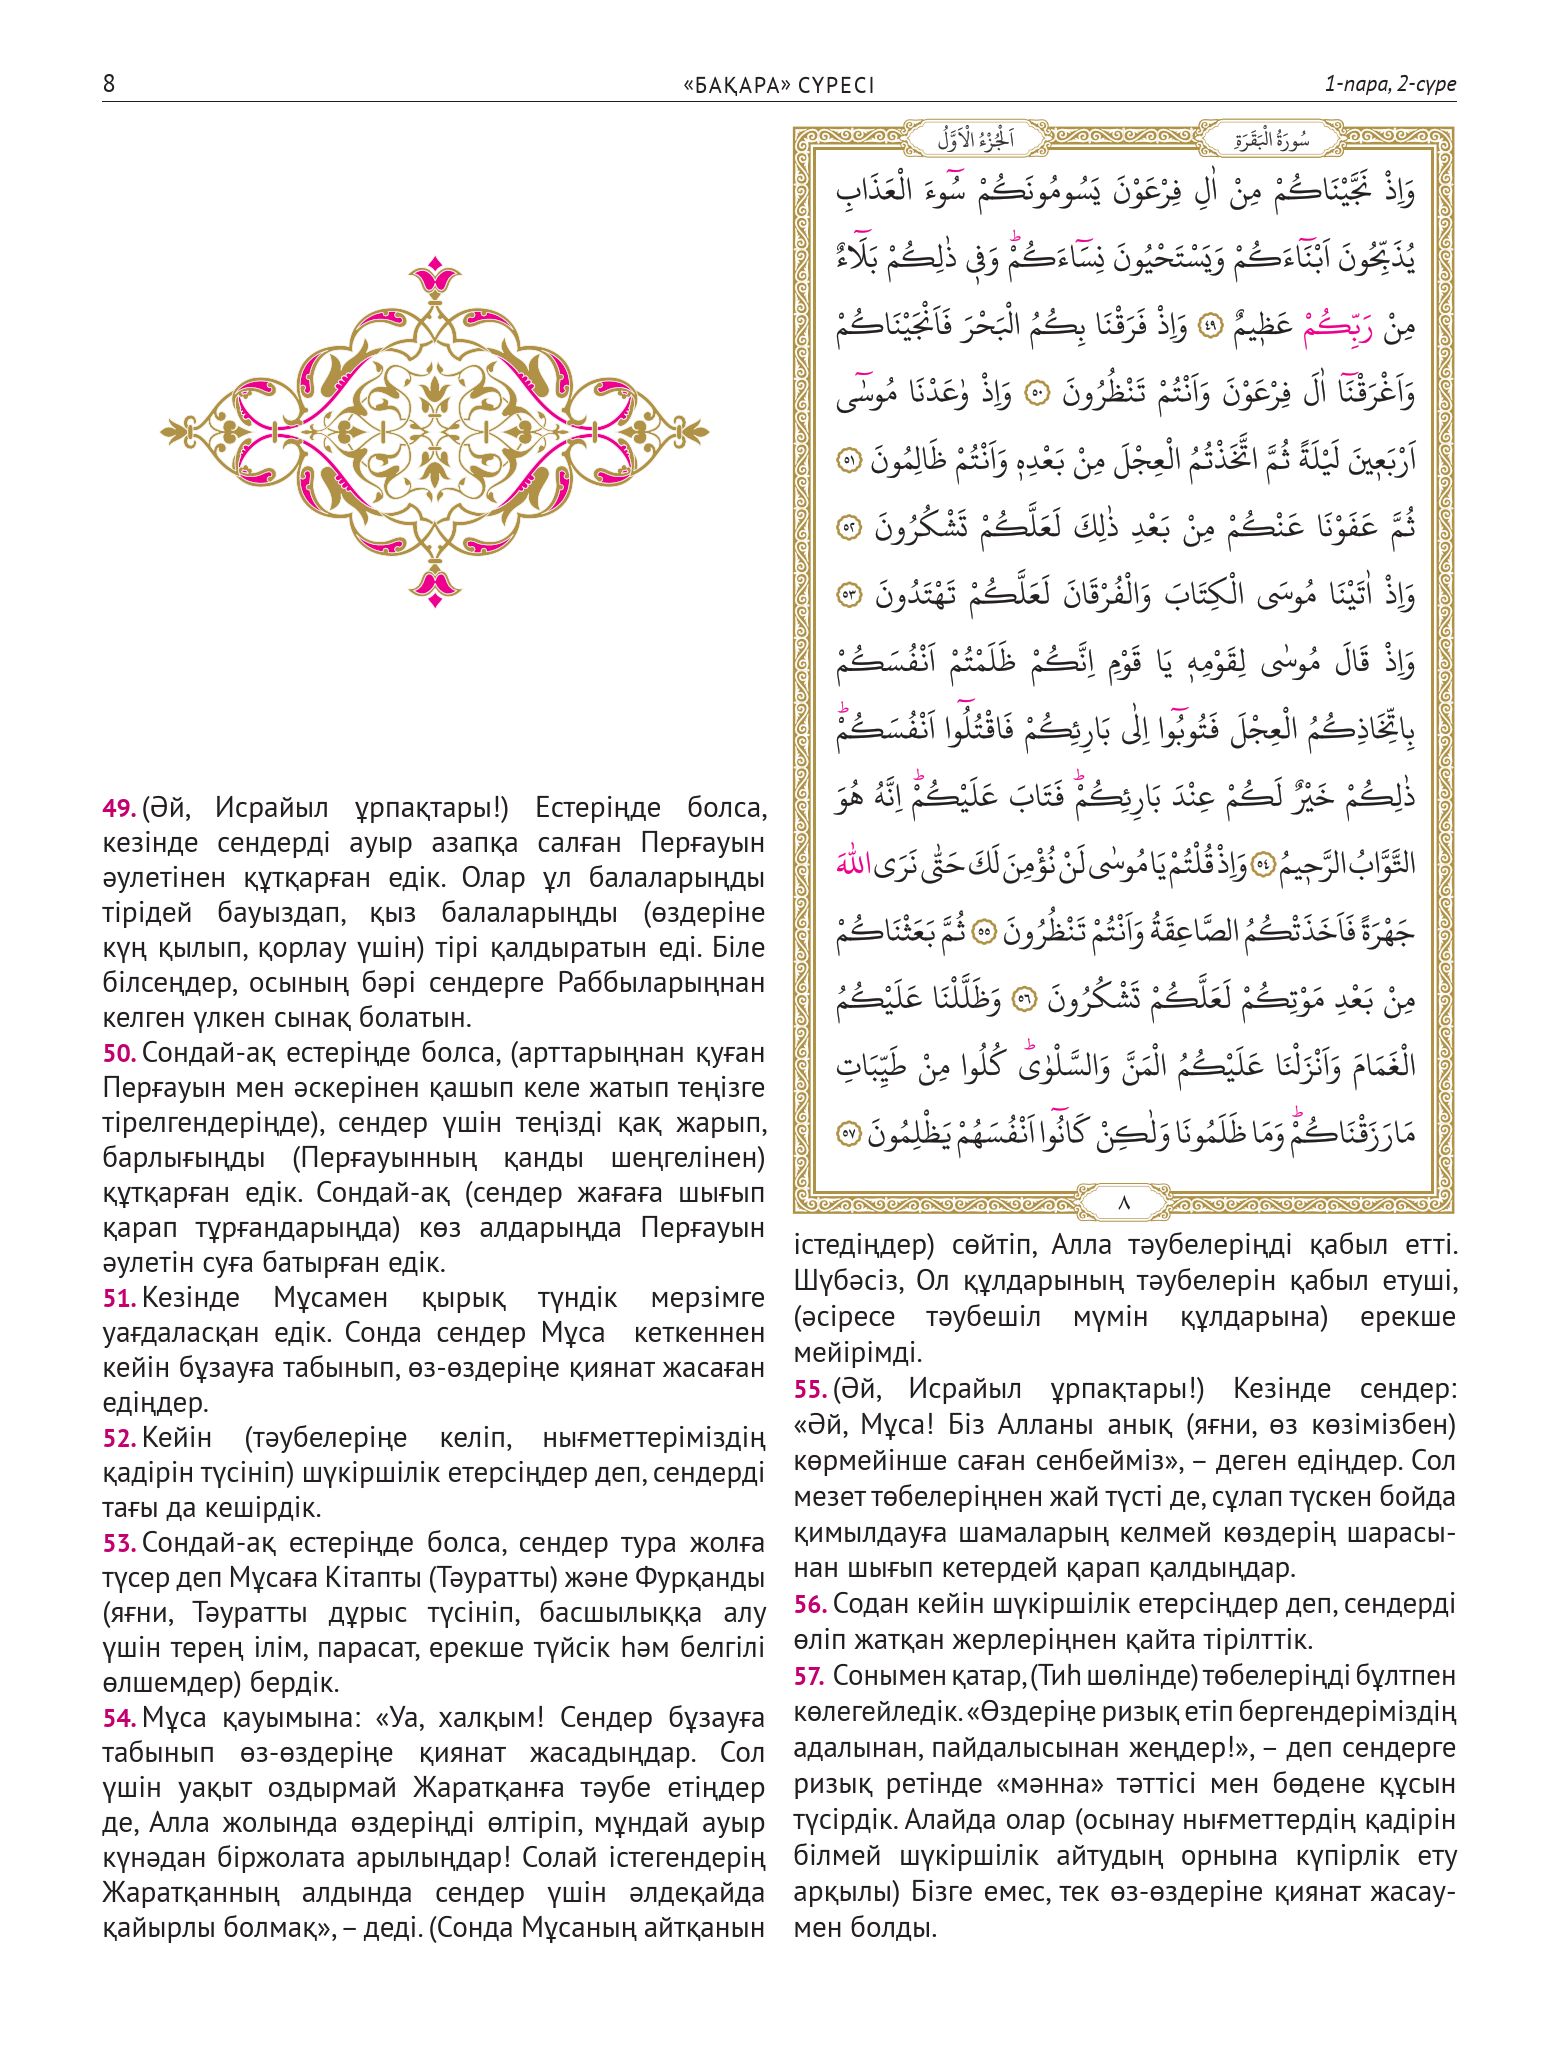 8
«БАҚАРА» СҮРЕСІ
1-пара, 2-сүре
اَلْجُزْءُ الْاَوَّلُ
سُورَةُ الْبَقَرَةِ
وَاِذْ نَجَّيْنَاكُمْ مِنْ اٰلِ فِرْعَوْنَ يَسُومُونَكُمْ سُٓوءَ الْعَذَابِ
يُذَبِّحُونَ اَبْنَٓاءَكُمْ وَيَسْتَحْيُونَ نِسَٓاءَكُمْۜ وَف۪ي ذٰلِكُمْ بَلَٓاءٌ
مِنْ رَبِّكُمْ عَظ۪يمٌ ﴿٤٩﴾ وَاِذْ فَرَقْنَا بِكُمُ الْبَحْرَ فَاَنْجَيْنَاكُمْ
وَاَغْرَقْنَٓا اٰلَ فِرْعَوْنَ وَاَنْتُمْ تَنْظُرُونَ ﴿٥٠﴾ وَاِذْ وٰعَدْنَا مُوسٰٓى
اَرْبَع۪ينَ لَيْلَةً ثُمَّ اتَّخَذْتُمُ الْعِجْلَ مِنْ بَعْدِه۪ وَاَنْتُمْ ظَالِمُونَ ﴿٥١﴾
ثُمَّ عَفَوْنَا عَنْكُمْ مِنْ بَعْدِ ذٰلِكَ لَعَلَّكُمْ تَشْكُرُونَ ﴿٥٢﴾
وَاِذْ اٰتَيْنَا مُوسَى الْكِتَابَ وَالْفُرْقَانَ لَعَلَّكُمْ تَهْتَدُونَ ﴿٥٣﴾
وَاِذْ قَالَ مُوسٰى لِقَوْمِه۪ يَا قَوْمِ اِنَّكُمْ ظَلَمْتُمْ اَنْفُسَكُمْ
بِاتِّخَاذِكُمُ الْعِجْلَ فَتُوبُٓوا اِلٰى بَارِئِكُمْ فَاقْتُلُٓوا اَنْفُسَكُمْۜ
ذٰلِكُمْ خَيْرٌ لَكُمْ عِنْدَ بَارِئِكُمْۜ فَتَابَ عَلَيْكُمْۜ اِنَّهُ هُوَ
التَّوَّابُ الرَّح۪يمُ ﴿٥٤﴾ وَاِذْ قُلْتُمْ يَا مُوسٰى لَنْ نُؤْمِنَ لَكَ حَتّٰى نَرَى اللّٰهَ
جَهْرَةً فَاَخَذَتْكُمُ الصَّاعِقَةُ وَاَنْتُمْ تَنْظُرُونَ ﴿٥٥﴾ ثُمَّ بَعَثْنَاكُمْ
مِنْ بَعْدِ مَوْتِكُمْ لَعَلَّكُمْ تَشْكُرُونَ ﴿٥٦﴾ وَظَلَّلْنَا عَلَيْكُمُ
الْغَمَامَ وَاَنْزَلْنَا عَلَيْكُمُ الْمَنَّ وَالسَّلْوٰىۜ كُلُوا مِنْ طَيِّبَاتِ
مَا رَزَقْنَاكُمْۜ وَمَا ظَلَمُونَا وَلٰكِنْ كَانُٓوا اَنْفُسَهُمْ يَظْلِمُونَ ﴿٥٧﴾
٨
49. (Әй, Исрайыл ұрпақтары!) Естеріңде болса,
кезінде сендерді ауыр азапқа салған Перғауын
әулетінен құтқарған едік. Олар ұл балаларыңды
тірідей бауыздап, қыз балаларыңды (өздеріне
күң қылып, қорлау үшін) тірі қалдыратын еді. Біле
білсеңдер, осының бәрі сендерге Раббыларыңнан
келген үлкен сынақ болатын.
50. Сондай-ақ естеріңде болса, (арттарыңнан қуған
Перғауын мен әскерінен қашып келе жатып теңізге
тірелгендеріңде), сендер үшін теңізді қақ жарып,
барлығыңды (Перғауынның қанды шеңгелінен)
құтқарған едік. Сондай-ақ (сендер жағаға шығып
қарап тұрғандарыңда) көз алдарыңда Перғауын
әулетін суға батырған едік.
51. Кезінде Мұсамен қырық түндік мерзімге
уағдаласқан едік. Сонда сендер Мұса кеткеннен
кейін бұзауға табынып, өз-өздеріңе қиянат жасаған
едіңдер.
52. Кейін (тәубелеріңе келіп, нығметтеріміздің
қадірін түсініп) шүкіршілік етерсіңдер деп, сендерді
тағы да кешірдік.
53. Сондай-ақ естеріңде болса, сендер тура жолға
түсер деп Мұсаға Кітапты (Тәуратты) және Фурқанды
(яғни, Тәуратты дұрыс түсініп, басшылыққа алу
үшін терең ілім, парасат, ерекше түйсік һәм белгілі
өлшемдер) бердік.
54. Мұса қауымына: «Уа, халқым! Сендер бұзауға
табынып өз-өздеріңе қиянат жасадыңдар. Сол
үшін уақыт оздырмай Жаратқанға тәубе етіңдер
де, Алла жолында өздеріңді өлтіріп, мұндай ауыр
күнәдан біржолата арылыңдар! Солай істегендерің
Жаратқанның алдында сендер үшін әлдеқайда
қайырлы болмақ», – деді. (Сонда Мұсаның айтқанын
істедіңдер) сөйтіп, Алла тәубелеріңді қабыл етті.
Шүбәсіз, Ол құлдарының тәубелерін қабыл етуші,
(әсіресе тәубешіл мүмін құлдарына) ерекше
мейірімді.
55. (Әй, Исрайыл ұрпақтары!) Кезінде сендер:
«Әй, Мұса! Біз Алланы анық (яғни, өз көзімізбен)
көрмейінше саған сенбейміз», – деген едіңдер. Сол
мезет төбелеріңнен жай түсті де, сұлап түскен бойда
қимылдауға шамаларың келмей көздерің шарасы-
нан шығып кетердей қарап қалдыңдар.
56. Содан кейін шүкіршілік етерсіңдер деп, сендерді
өліп жатқан жерлеріңнен қайта тірілттік.
57. Сонымен қатар, (Тиһ шөлінде) төбелеріңді бұлтпен
көлегейледік. «Өздеріңе ризық етіп бергендеріміздің
адалынан, пайдалысынан жеңдер!», – деп сендерге
ризық ретінде «мәнна» тәттісі мен бөдене құсын
түсірдік. Алайда олар (осынау нығметтердің қадірін
білмей шүкіршілік айтудың орнына күпірлік ету
арқылы) Бізге емес, тек өз-өздеріне қиянат жасау-
мен болды.